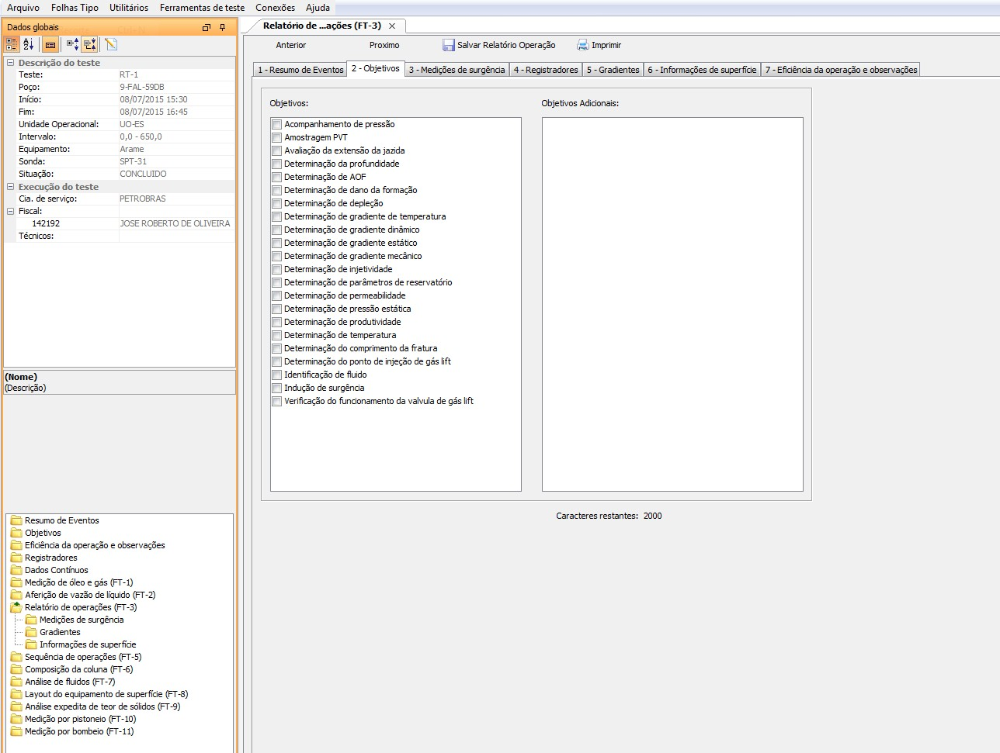 Arquivo Folhas Tipo Utilitários Ferramentas de teste Conexões Ajuda
Dados globais
Descrição do teste
Teste: RT-1
Poço: 9-FAL-59DB
Início: 08/07/2015 15:30
Fim: 08/07/2015 16:45
Unidade Operacional: UO-ES
Intervalo: 0,0 - 650,0
Equipamento: Arame
Sonda: SPT-31
Situação: CONCLUIDO
Execução do teste
Cia. de serviço: PETROBRAS
Fiscal:
142192 JOSE ROBERTO DE OLIVEIRA
Técnicos:
(Nome)
(Descrição)
Resumo de Eventos
Objetivos
Eficiência da operação e observações
Registradores
Dados Contínuos
Medição de óleo e gás (FT-1)
Aferição de vazão de líquido (FT-2)
Relatório de operações (FT-3)
Medições de surgência
Gradientes
Informações de superfície
Sequência de operações (FT-5)
Composição da coluna (FT-6)
Análise de fluidos (FT-7)
Layout do equipamento de superfície (FT-8)
Análise expedita de teor de sólidos (FT-9)
Medição por pistoneio (FT-10)
Medição por bombeio (FT-11)
Relatório de ...ações (FT-3)
Anterior Proximo Salvar Relatório Operação Imprimir
1 - Resumo de Eventos 2 - Objetivos 3 - Medições de surgência 4 - Registradores 5 - Gradientes 6 - Informações de superfície 7 - Eficiência da operação e observações
Objetivos:
Acompanhamento de pressão
Amostragem PVT
Avaliação da extensão da jazida
Determinação da profundidade
Determinação de AOF
Determinação de dano da formação
Determinação de depleção
Determinação de gradiente de temperatura
Determinação de gradiente dinâmico
Determinação de gradiente estático
Determinação de gradiente mecânico
Determinação de injetividade
Determinação de parâmetros de reservatório
Determinação de permeabilidade
Determinação de pressão estática
Determinação de produtividade
Determinação de temperatura
Determinação do comprimento da fratura
Determinação do ponto de injeção de gás lift
Identificação de fluido
Indução de surgência
Verificação do funcionamento da valvula de gás lift
Objetivos Adicionais:
Caracteres restantes: 2000